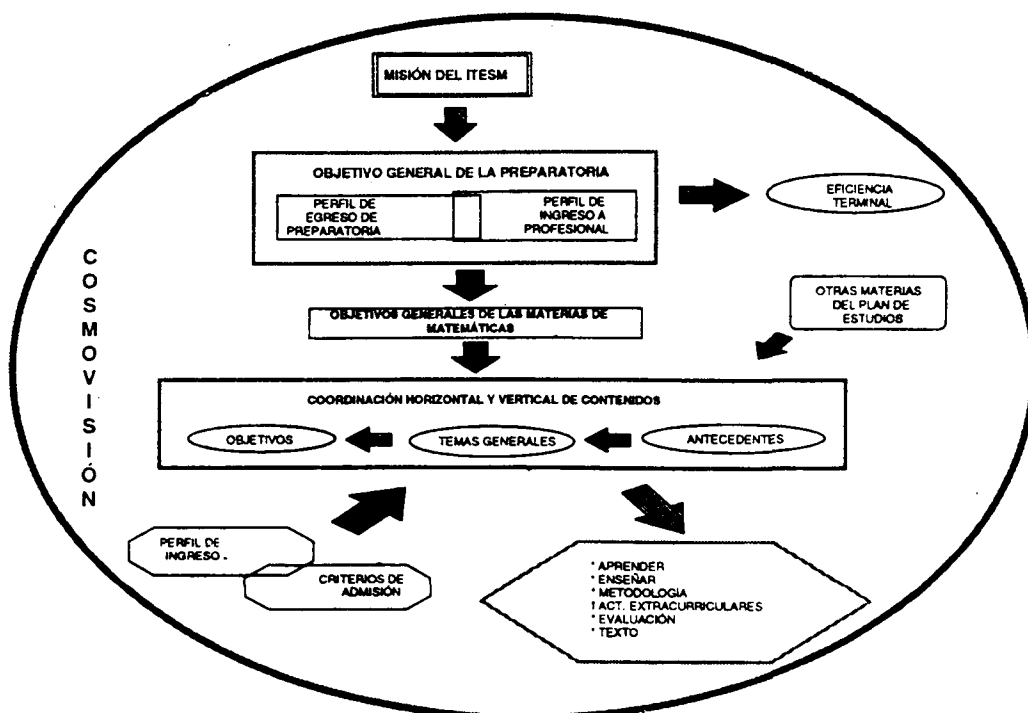 MISIÓN DEL ITESM
OBJETIVO GENERAL DE LA PREPARATORIA
PERFIL DE
EGRESO DE
PREPARATORIA
PERFIL DE
INGRESO A
PROFESIONAL
EFICIENCIA
TERMINAL
COSMOVISIÓN
OBJETIVOS GENERALES DE LAS MATERIAS DE
MATEMÁTICAS
OTRAS MATERIAS
DEL PLAN DE
ESTUDIOS
COORDINACIÓN HORIZONTAL Y VERTICAL DE CONTENIDOS
OBJETIVOS
TEMAS GENERALES
ANTECEDENTES
PERFIL DE
INGRESO
CRITERIOS DE
ADMISIÓN
* APRENDER
* ENSEÑAR
* METODOLOGIA
* ACT. EXTRACURRICULARES
* EVALUACIÓN
* TEXTO